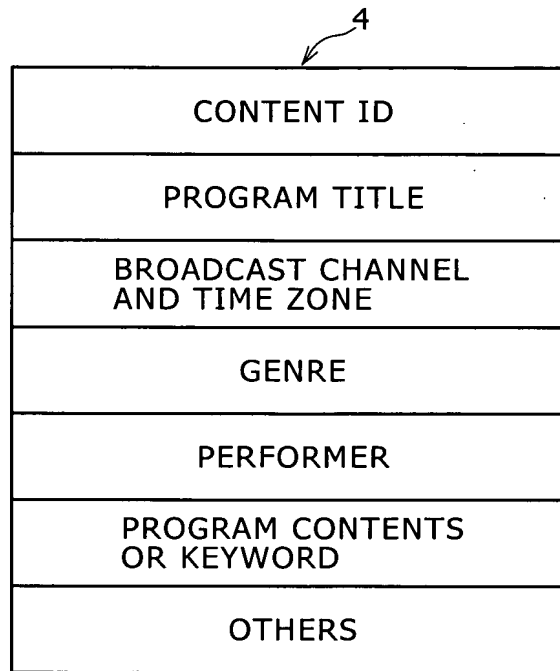 4
CONTENT ID
PROGRAM TITLE
BROADCAST CHANNEL
AND TIME ZONE
GENRE
PERFORMER
PROGRAM CONTENTS
OR KEYWORD
OTHERS